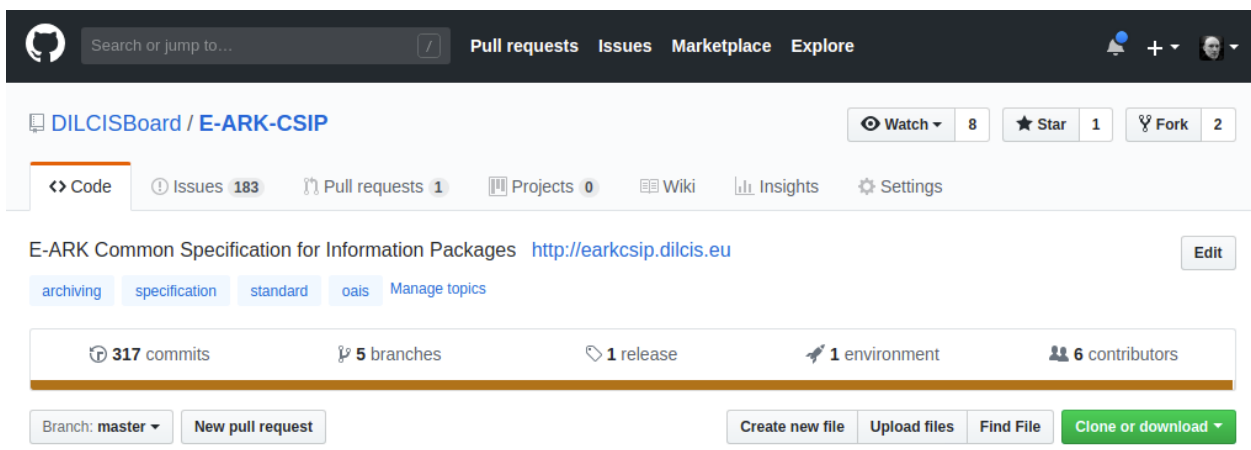 Search or jump to... / Pull requests Issues Marketplace Explore
DILCISBoard / E-ARK-CSIP Watch 8 Star 1 Fork 2
Code Issues 183 Pull requests 1 Projects 0 Wiki Insights Settings
E-ARK Common Specification for Information Packages http://earkcsip.dilcis.eu Edit
archiving specification standard oais Manage topics
317 commits 5 branches 1 release 1 environment 6 contributors
Branch: master New pull request Create new file Upload files Find File Clone or download